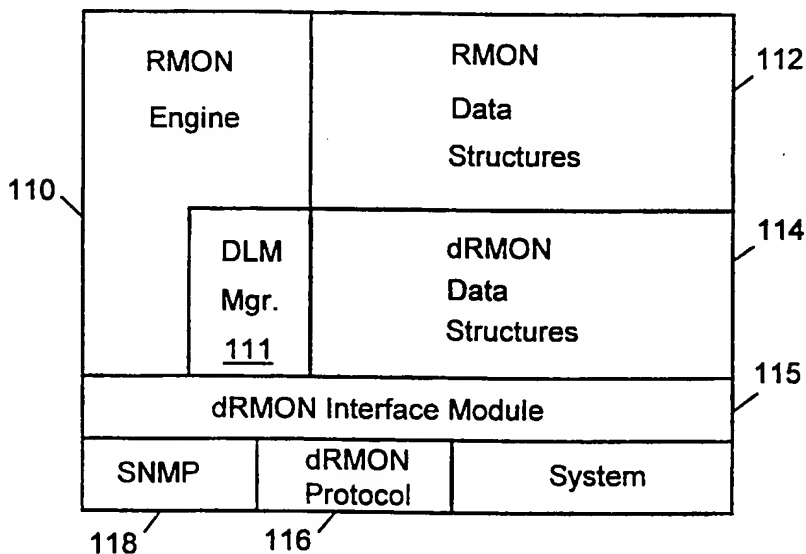 RMON
Engine
RMON
Data
Structures
112
110
DLM
Mgr.
111
dRMON
Data
Structures
114
115
dRMON Interface Module
SNMP
dRMON
Protocol
System
118
116